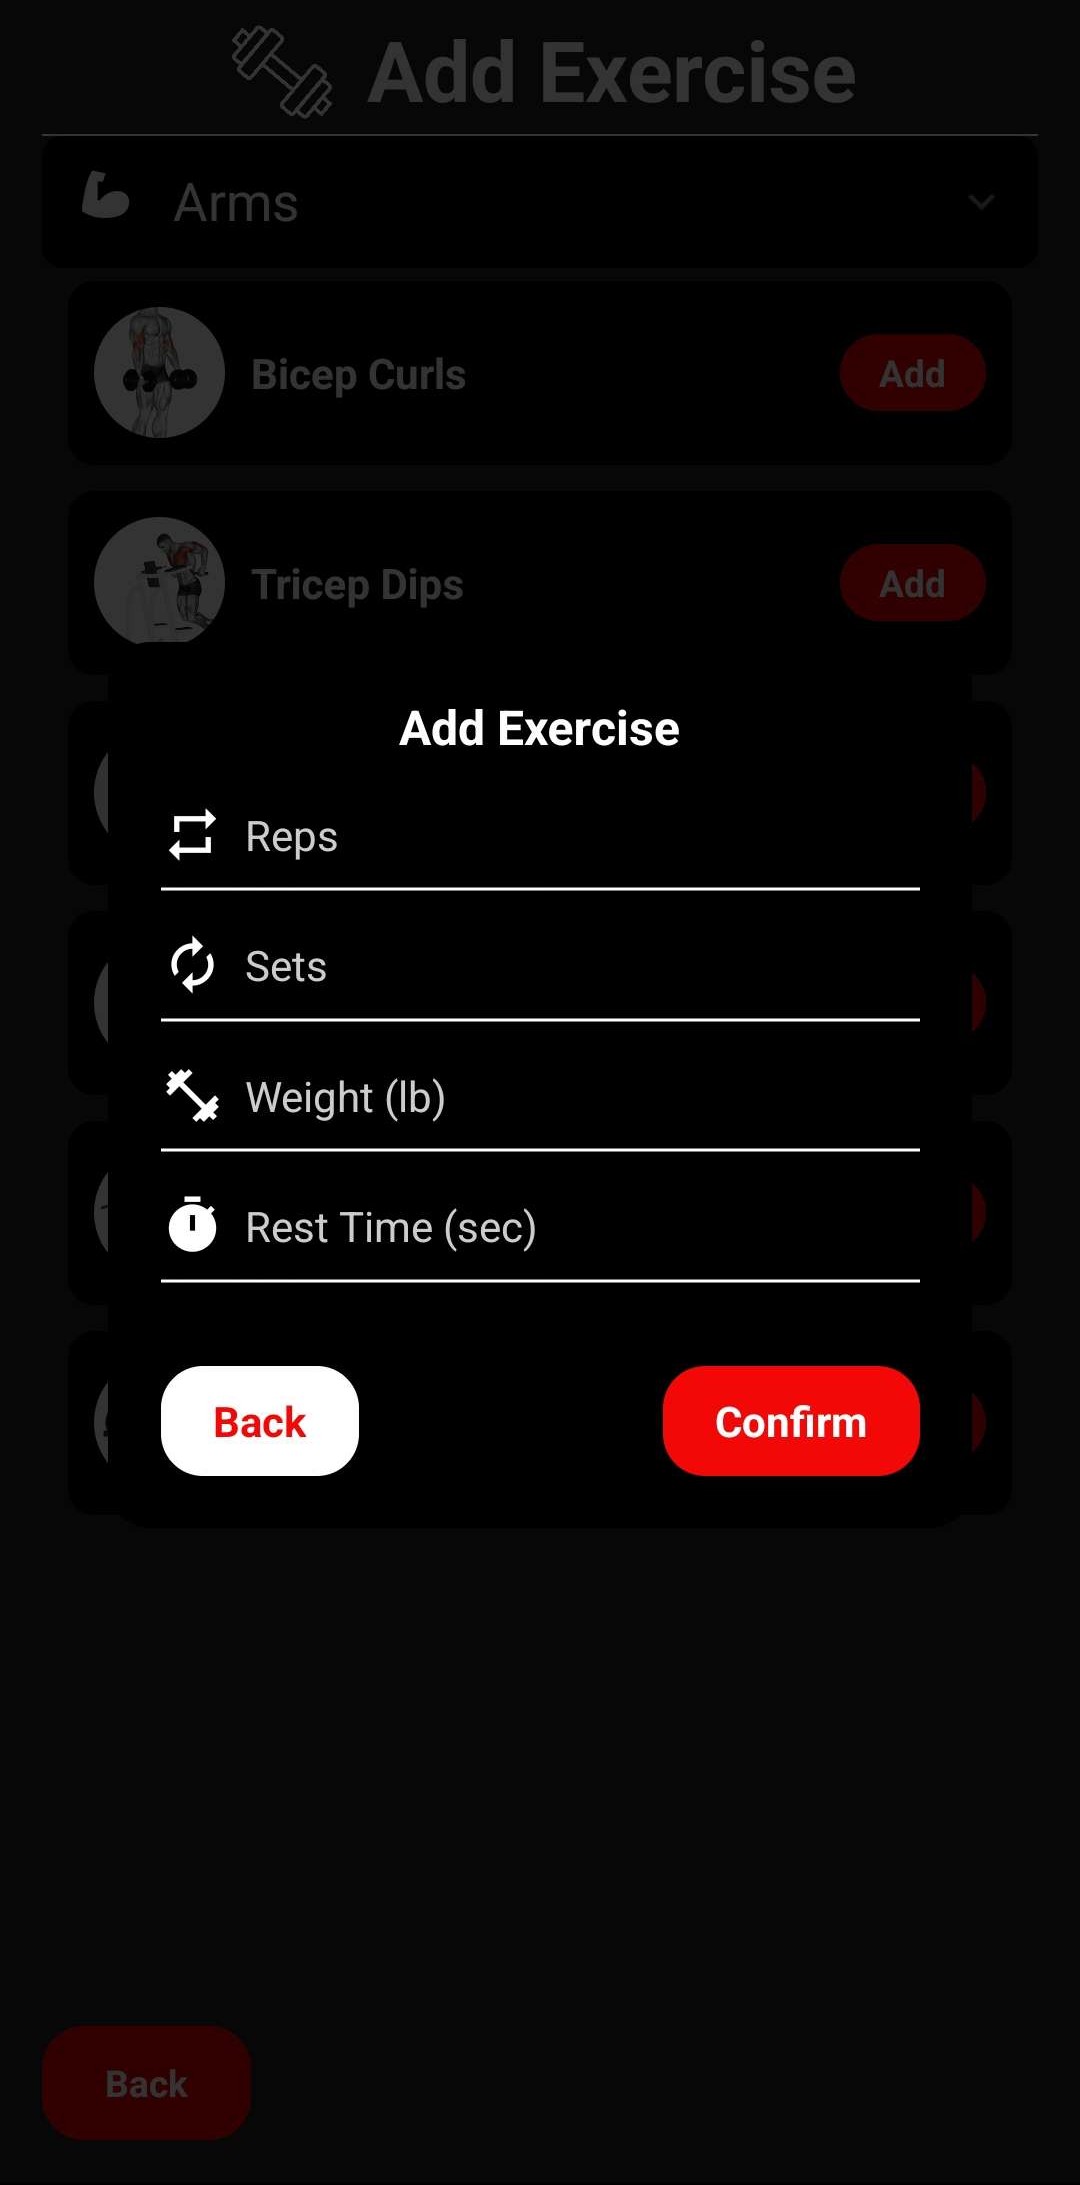 Add Exercise
Arms
Bicep Curls
Add
Tricep Dips
Add
Add Exercise
Reps
Sets
Weight (lb)
Rest Time (sec)
Back
Confirm
Back